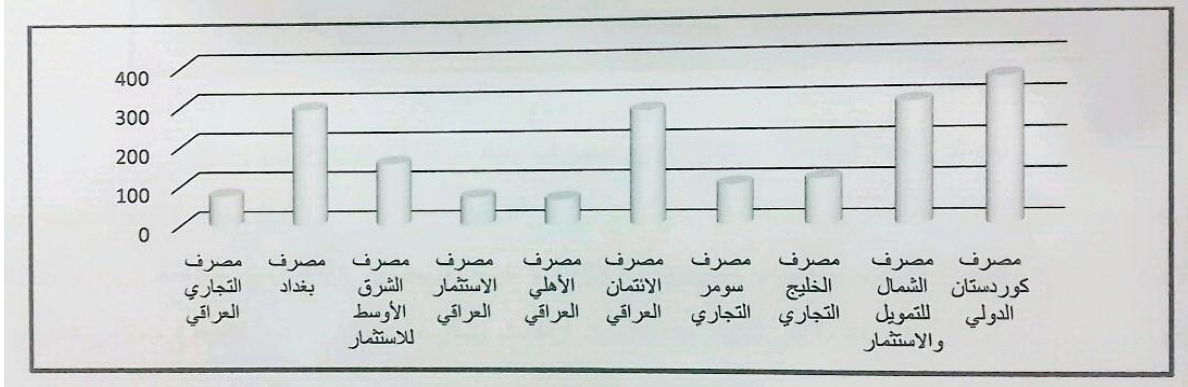 400
300
200
100
0
مصرف
التجاري
العراقي
مصرف
بغداد
مصرف
الشرق
الأوسط
للاستثمار
مصرف
الاستثمار
العراقي
مصرف
الأهلي
العراقي
مصرف
الائتمان
العراقي
مصرف
سومر
التجاري
مصرف
الخليج
التجاري
مصرف
الشمال
للتمويل
والاستثمار
مصرف
كوردستان
الدولي